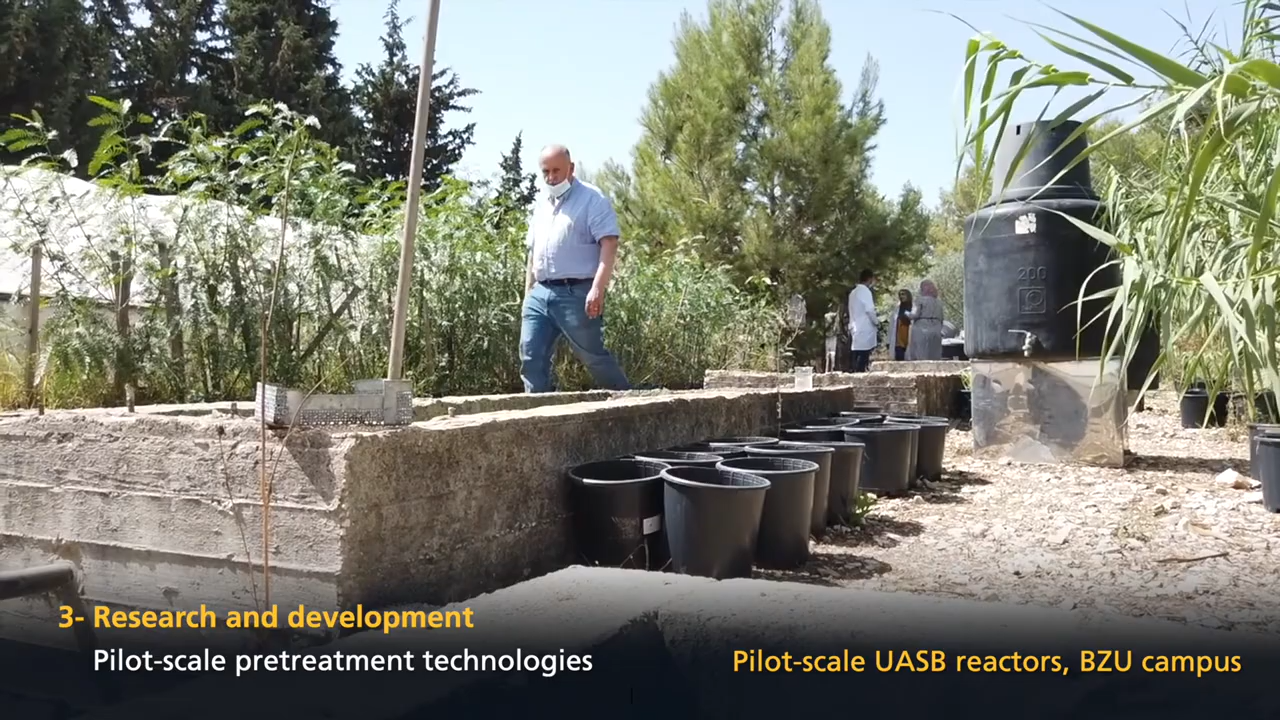 200
3- Research and development
Pilot-scale pretreatment technologies
Pilot-scale UASB reactors, BZU campus